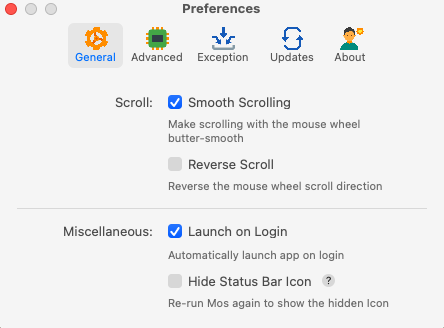 Preferences
General Advanced Exception Updates About
Scroll: Smooth Scrolling
Make scrolling with the mouse wheel
butter-smooth
Reverse Scroll
Reverse the mouse wheel scroll direction
Miscellaneous: Launch on Login
Automatically launch app on login
Hide Status Bar Icon ?
Re-run Mos again to show the hidden Icon